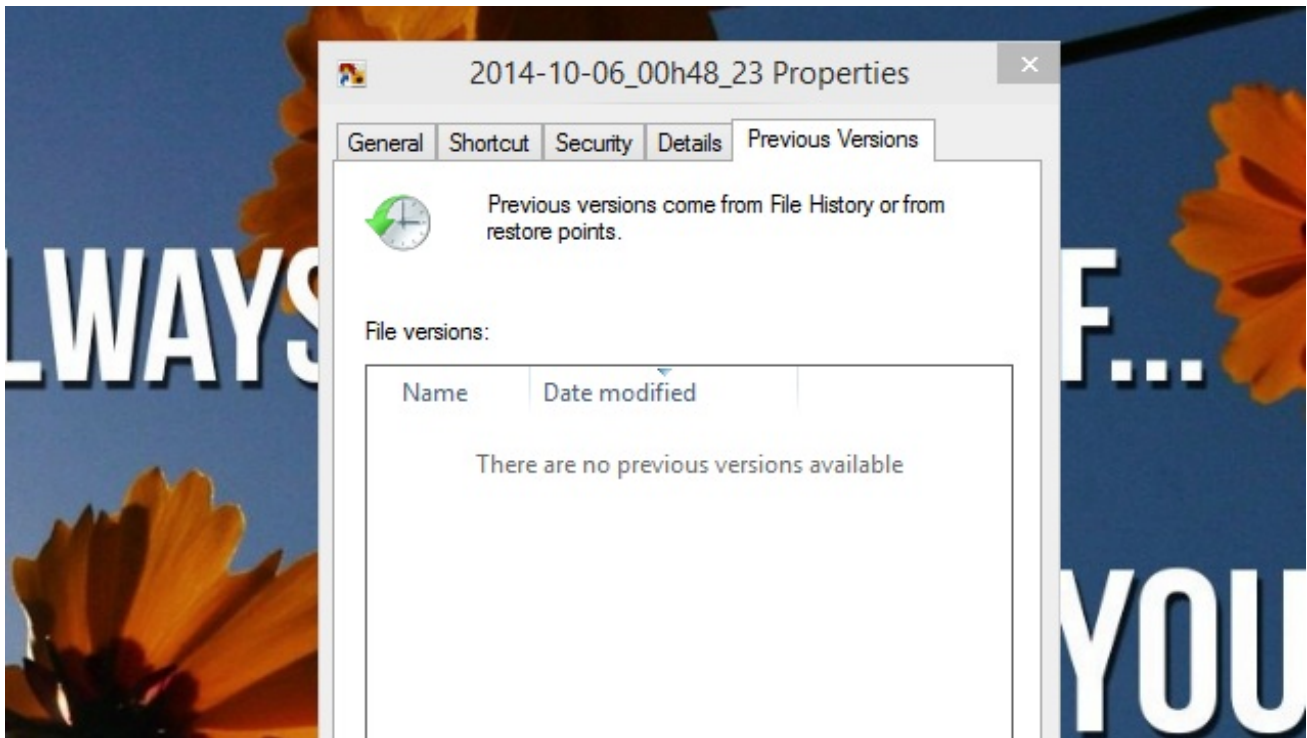 2014-10-06_00h48_23 Properties
General Shortcut Security Details Previous Versions
Previous versions come from File History or from
restore points.
LWAYS
F...
File versions:
Name Date modified
There are no previous versions available
YOU